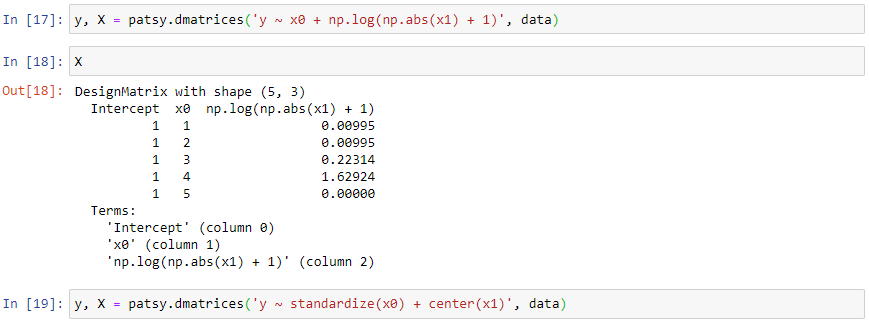 In [17]: y, X = patsy.dmatrices('y ~ x0 + np.log(np.abs(x1) + 1)', data)
In [18]: X
Out[18]: DesignMatrix with shape (5, 3)
Intercept  x0  np.log(np.abs(x1) + 1)
1   1                 0.00995
1   2                 0.00995
1   3                 0.22314
1   4                 1.62924
1   5                 0.00000
Terms:
'Intercept' (column 0)
'x0' (column 1)
'np.log(np.abs(x1) + 1)' (column 2)
In [19]: y, X = patsy.dmatrices('y ~ standardize(x0) + center(x1)', data)